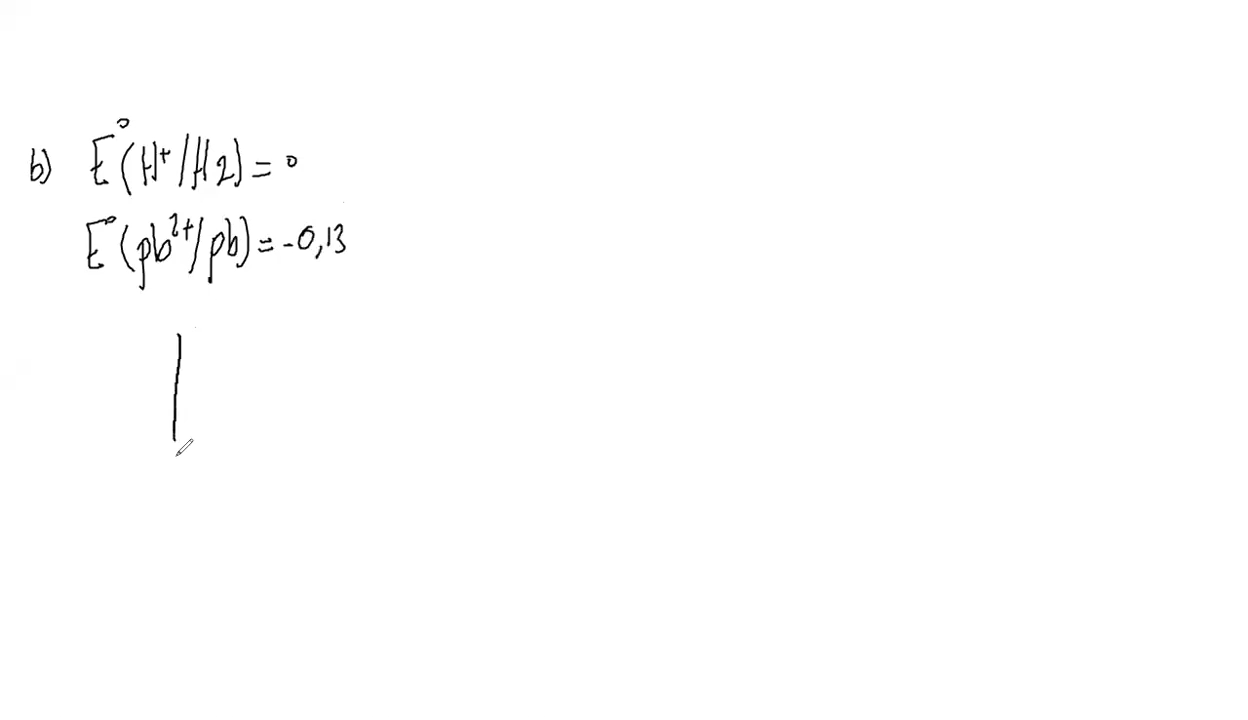 b) E°(H⁺/H2) = 0
E°(pb²⁺/pb) = -0,13